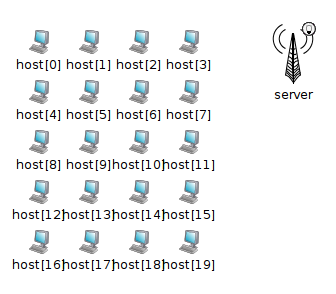 host[0] host[1] host[2] host[3]
server
host[4] host[5] host[6] host[7]
host[8] host[9] host[10] host[11]
host[12] host[13] host[14] host[15]
host[16] host[17] host[18] host[19]